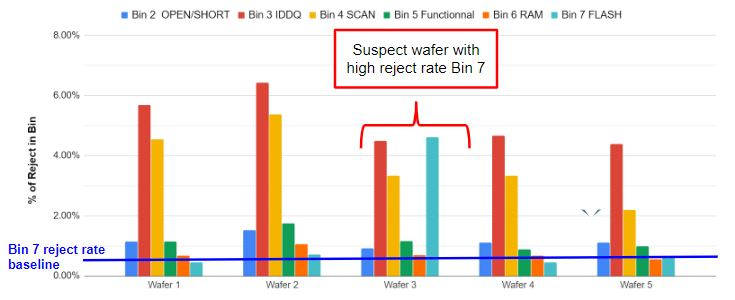 Bin 2 OPEN/SHORT Bin 3 IDDQ Bin 4 SCAN Bin 5 Functionnal Bin 6 RAM Bin 7 FLASH
8.00%
Suspect wafer with
high reject rate Bin 7
6.00%
% of Reject in Bin
4.00%
2.00%
Bin 7 reject rate
baseline
0.00%
Wafer 1 Wafer 2 Wafer 3 Wafer 4 Wafer 5